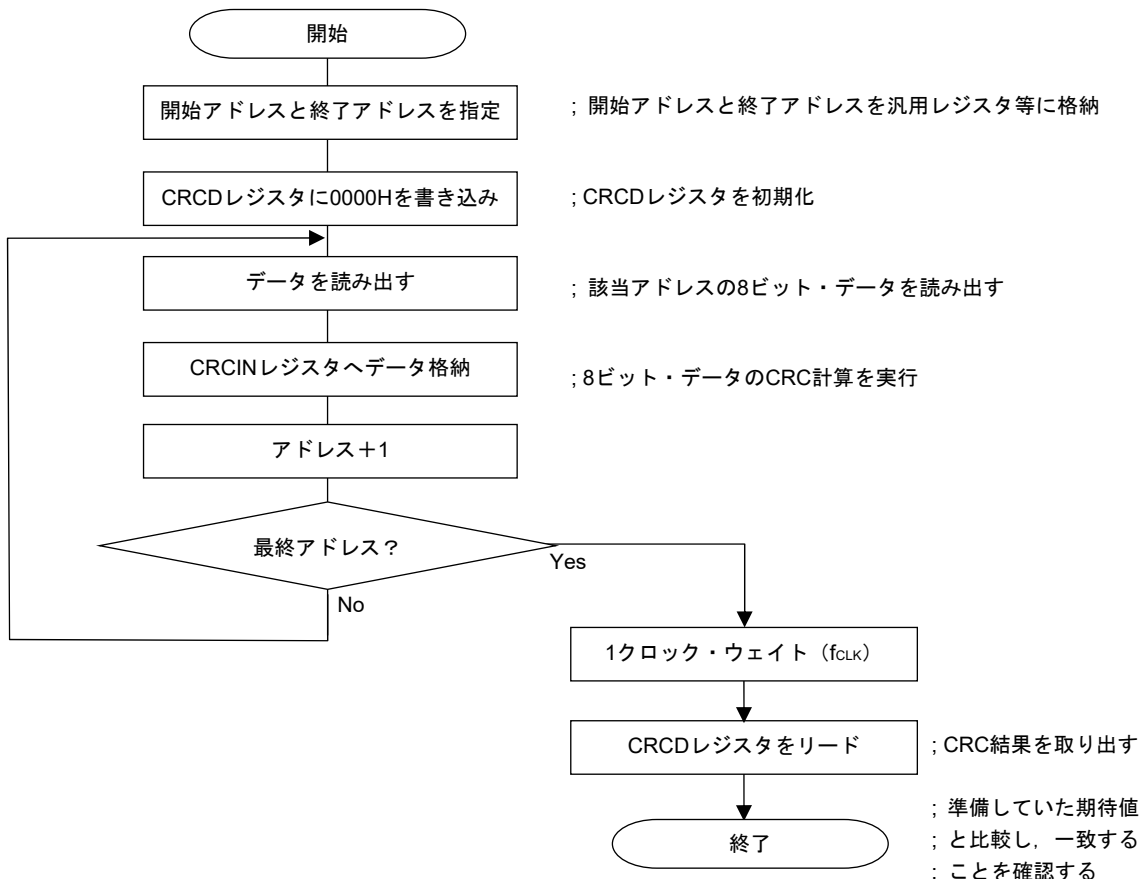 開始
開始アドレスと終了アドレスを指定
; 開始アドレスと終了アドレスを汎用レジスタ等に格納
CRCDレジスタに0000Hを書き込み
; CRCDレジスタを初期化
データを読み出す
; 該当アドレスの8ビット・データを読み出す
CRCINレジスタへデータ格納
; 8ビット・データのCRC計算を実行
アドレス＋1
最終アドレス？
Yes
No
1クロック・ウェイト（fCLK）
CRCDレジスタをリード
; CRC結果を取り出す
終了
; 準備していた期待値
; と比較し，一致する
; ことを確認する